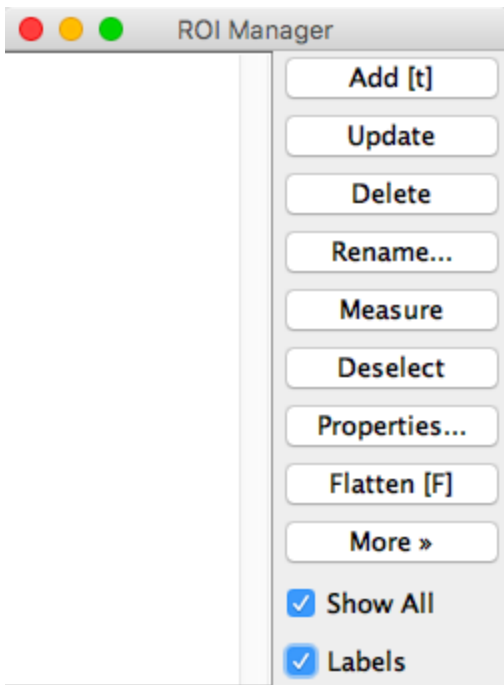 ROI Manager
Add [t]
Update
Delete
Rename...
Measure
Deselect
Properties...
Flatten [F]
More »
Show All
Labels